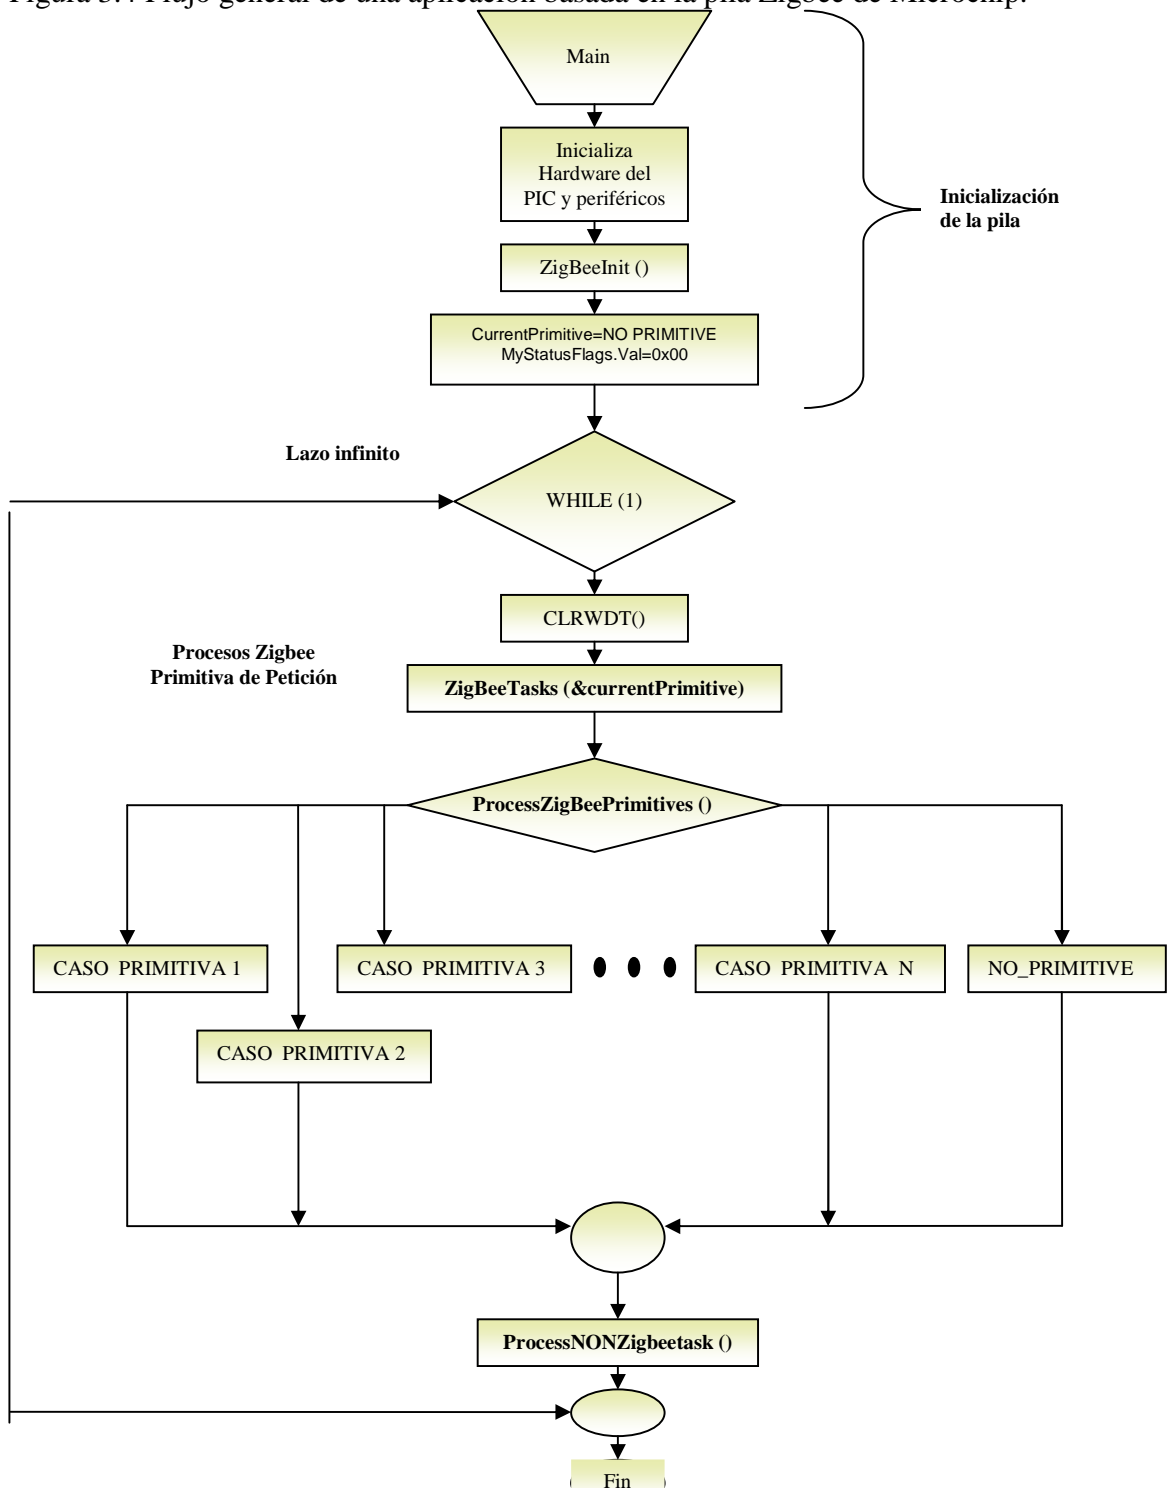 Figura 3.4 Flujo general de una aplicación basada en la pila Zigbee de Microchip.
Main
Inicializa
Hardware del
PIC y periféricos
Inicialización
de la pila
ZigBeeInit ()
CurrentPrimitive=NO PRIMITIVE
MyStatusFlags.Val=0x00
Lazo infinito
WHILE (1)
CLRWDT()
Procesos Zigbee
Primitiva de Petición
ZigBeeTasks (&currentPrimitive)
ProcessZigBeePrimitives ()
CASO PRIMITIVA 1
CASO PRIMITIVA 3
CASO PRIMITIVA N
NO_PRIMITIVE
CASO PRIMITIVA 2
ProcessNONZigbeetask ()
Fin